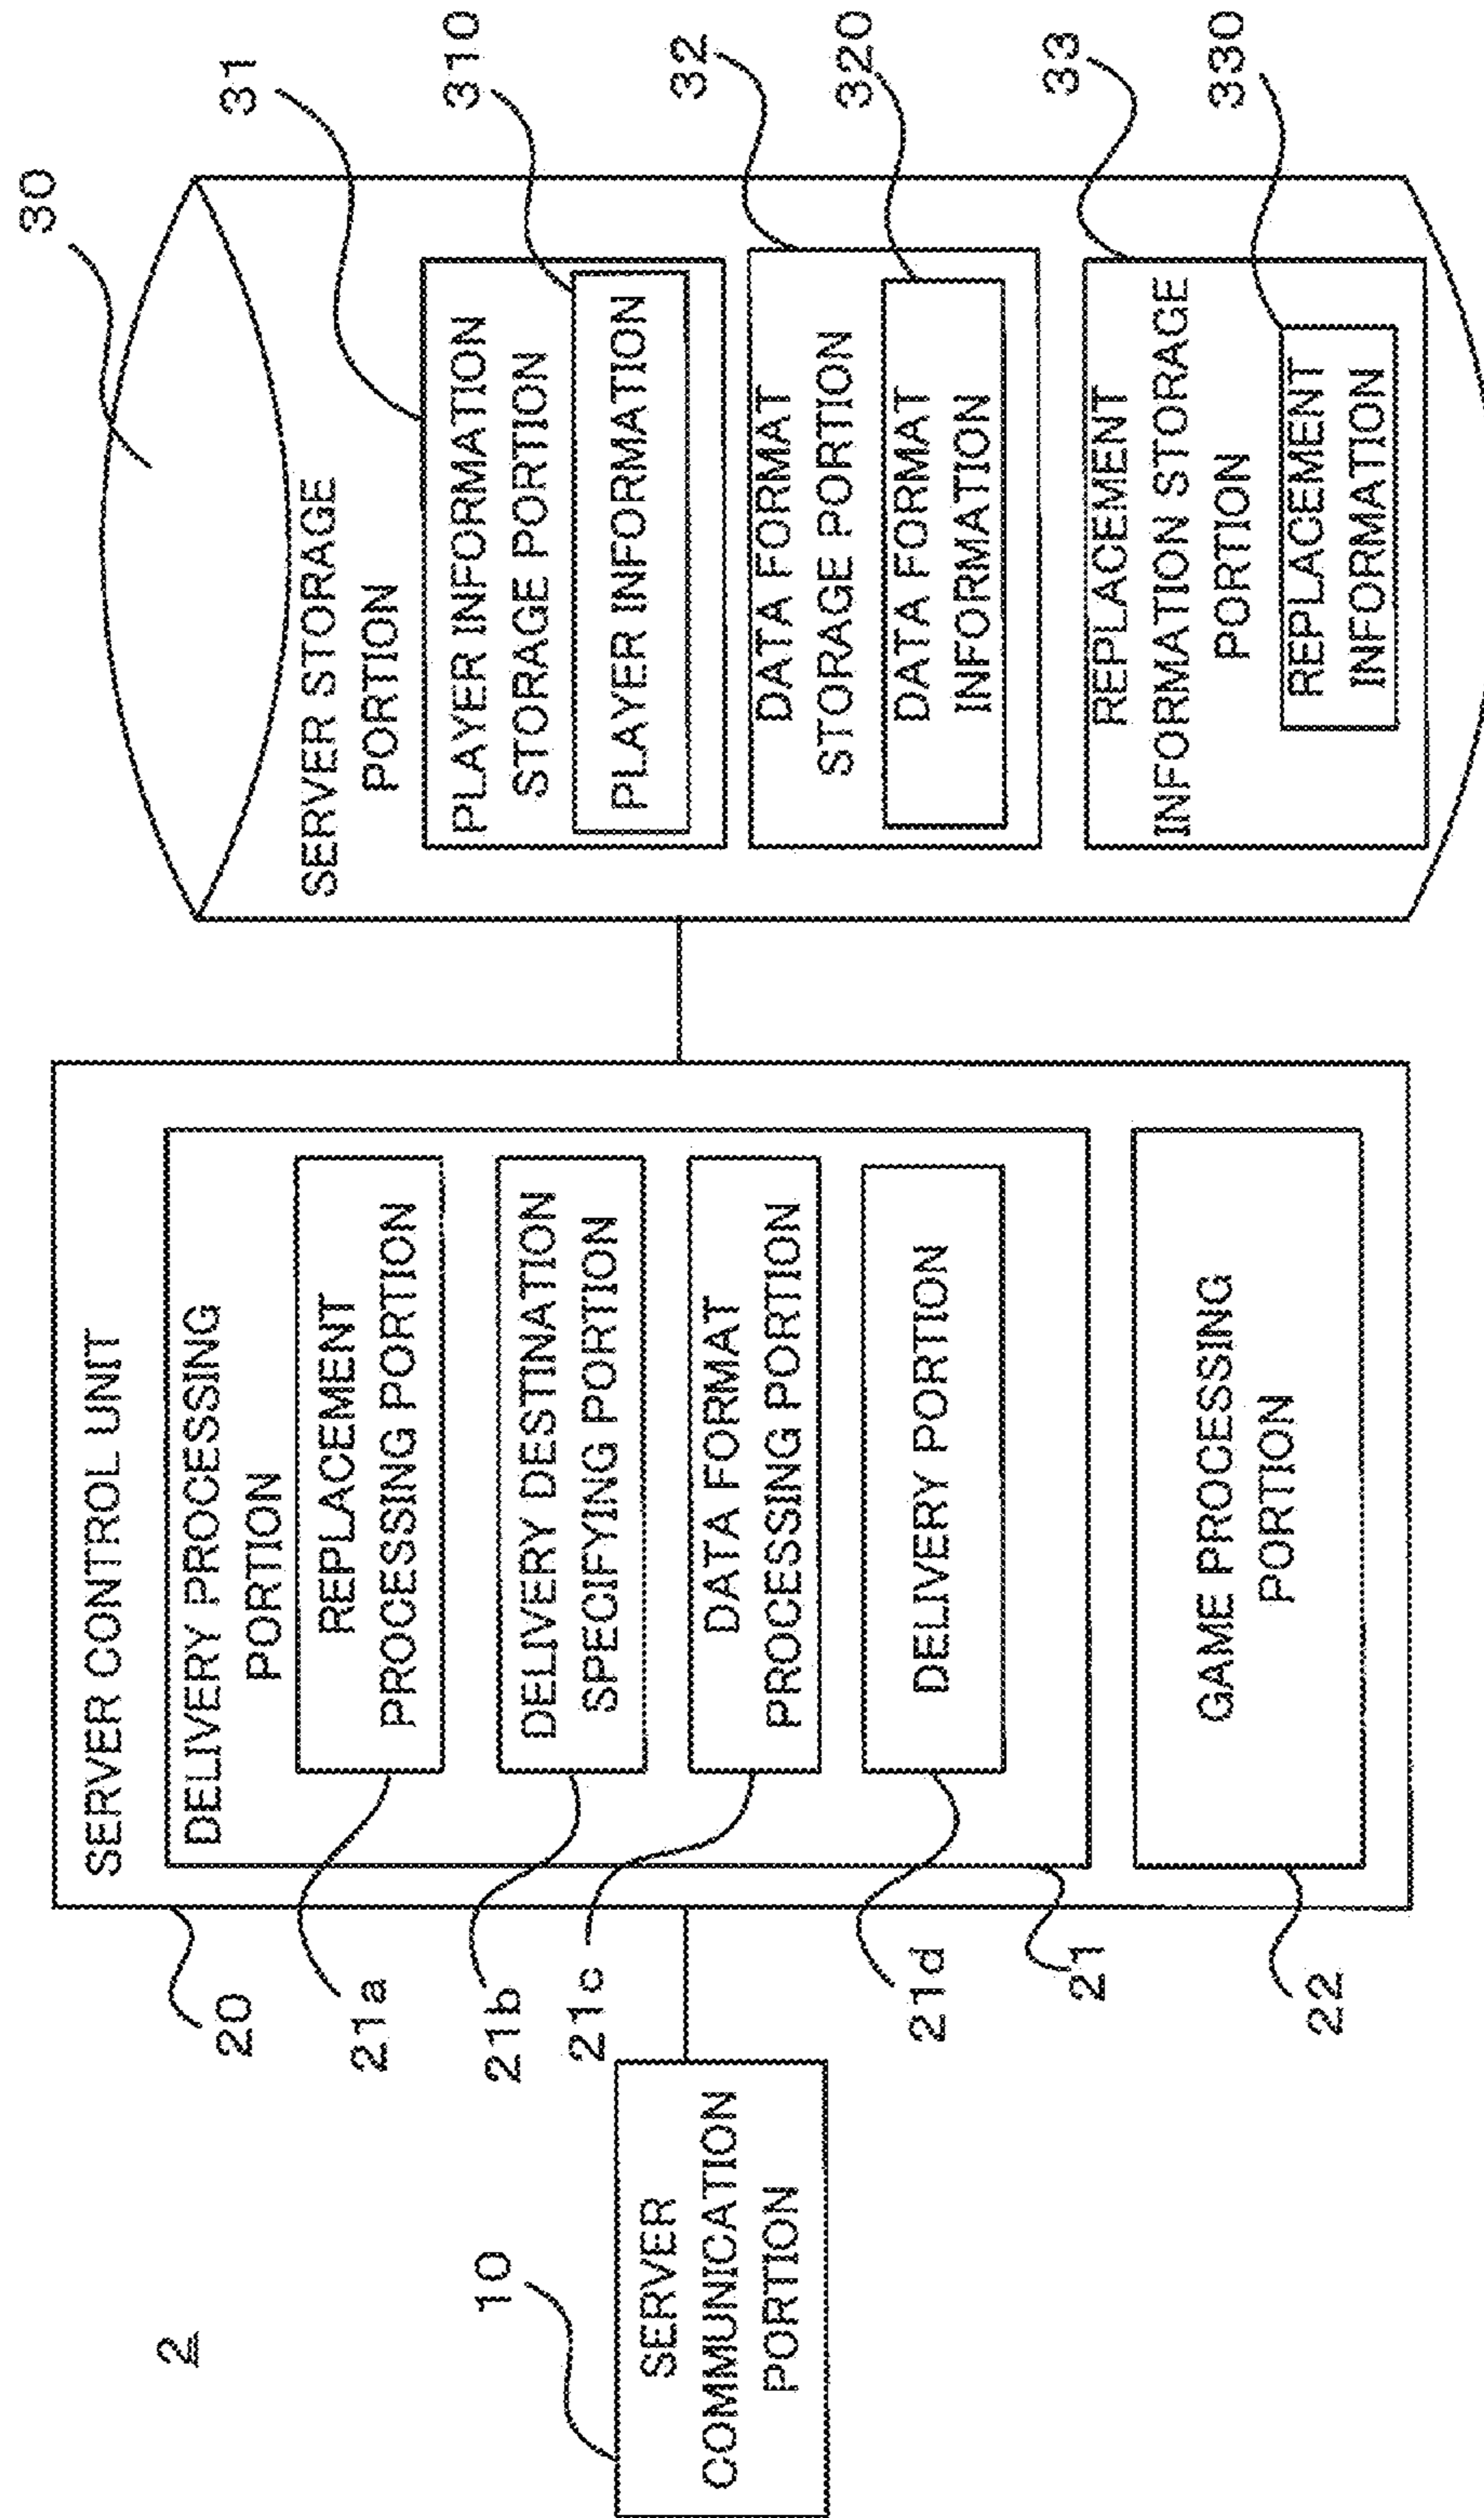 2
10
SERVER
COMMUNICATION
PORTION
20
SERVER CONTROL UNIT
DELIVERY PROCESSING
PORTION
21a
REPLACEMENT
PROCESSING PORTION
21b
DELIVERY DESTINATION
SPECIFYING PORTION
21c
DATA FORMAT
PROCESSING PORTION
21d
DELIVERY PORTION
21
22
GAME PROCESSING
PORTION
30
SERVER STORAGE
PORTION
31
PLAYER INFORMATION
STORAGE PORTION
310
PLAYER INFORMATION
32
DATA FORMAT
STORAGE PORTION
320
DATA FORMAT
INFORMATION
33
REPLACEMENT
INFORMATION STORAGE
PORTION
330
REPLACEMENT
INFORMATION